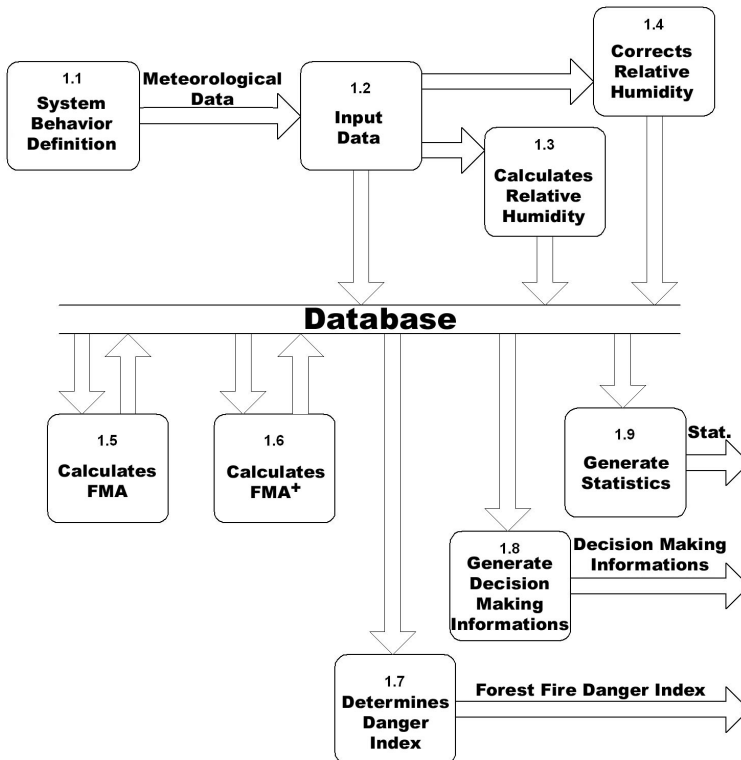 1.1
System
Behavior
Definition
Meteorological
Data
1.2
Input
Data
1.4
Corrects
Relative
Humidity
1.3
Calculates
Relative
Humidity
Database
1.5
Calculates
FMA
1.6
Calculates
FMA+
1.9
Generate
Statistics
Stat.
1.8
Generate
Decision
Making
Informations
Decision Making
Informations
1.7
Determines
Danger
Index
Forest Fire Danger Index